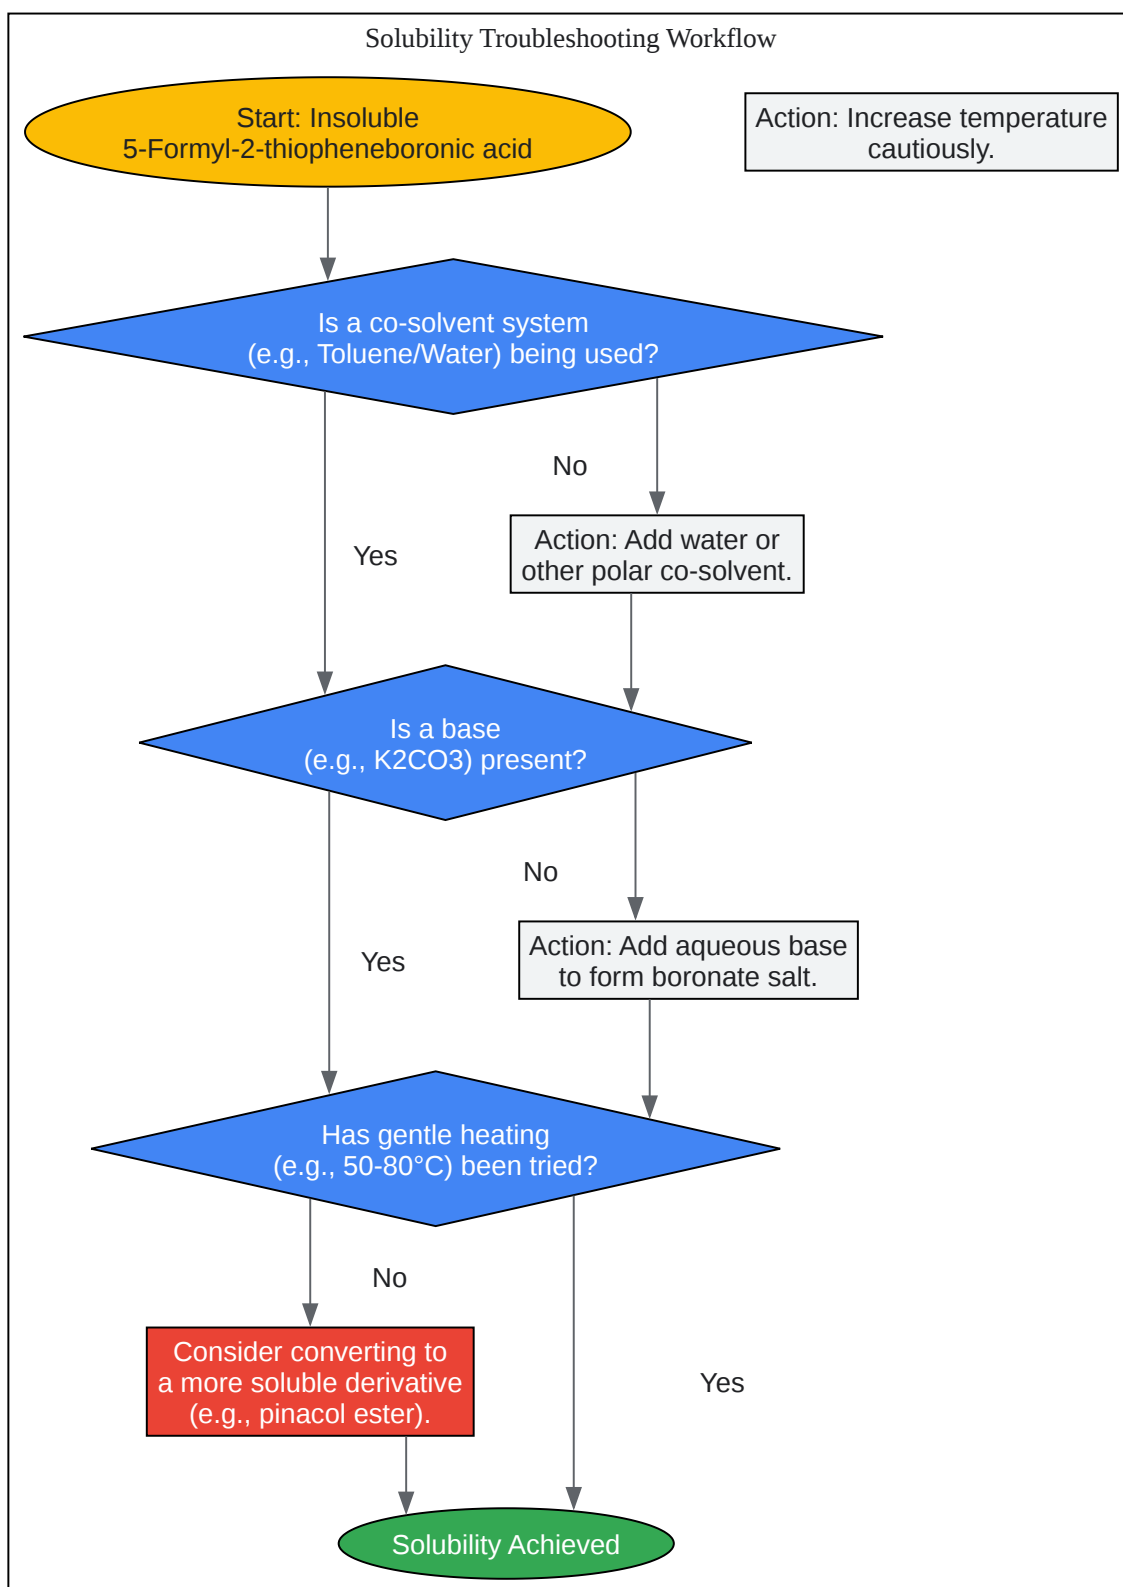 Solubility Troubleshooting Workflow
Start: Insoluble
5-Formyl-2-thiopheneboronic acid
Action: Increase temperature
cautiously.
Is a co-solvent system
(e.g., Toluene/Water) being used?
No
Yes
Action: Add water or
other polar co-solvent.
Is a base
(e.g., K2CO3) present?
No
Yes
Action: Add aqueous base
to form boronate salt.
Has gentle heating
(e.g., 50-80°C) been tried?
No
Consider converting to
a more soluble derivative
(e.g., pinacol ester).
Yes
Solubility Achieved